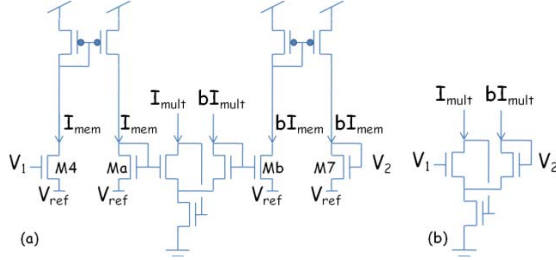 I_mult bI_mult
I_mem I_mem bI_mem bI_mem
V_1 M4 Ma Mb M7 V_2
V_ref V_ref V_ref V_ref
(a)
I_mult bI_mult
V_1 V_2
(b)